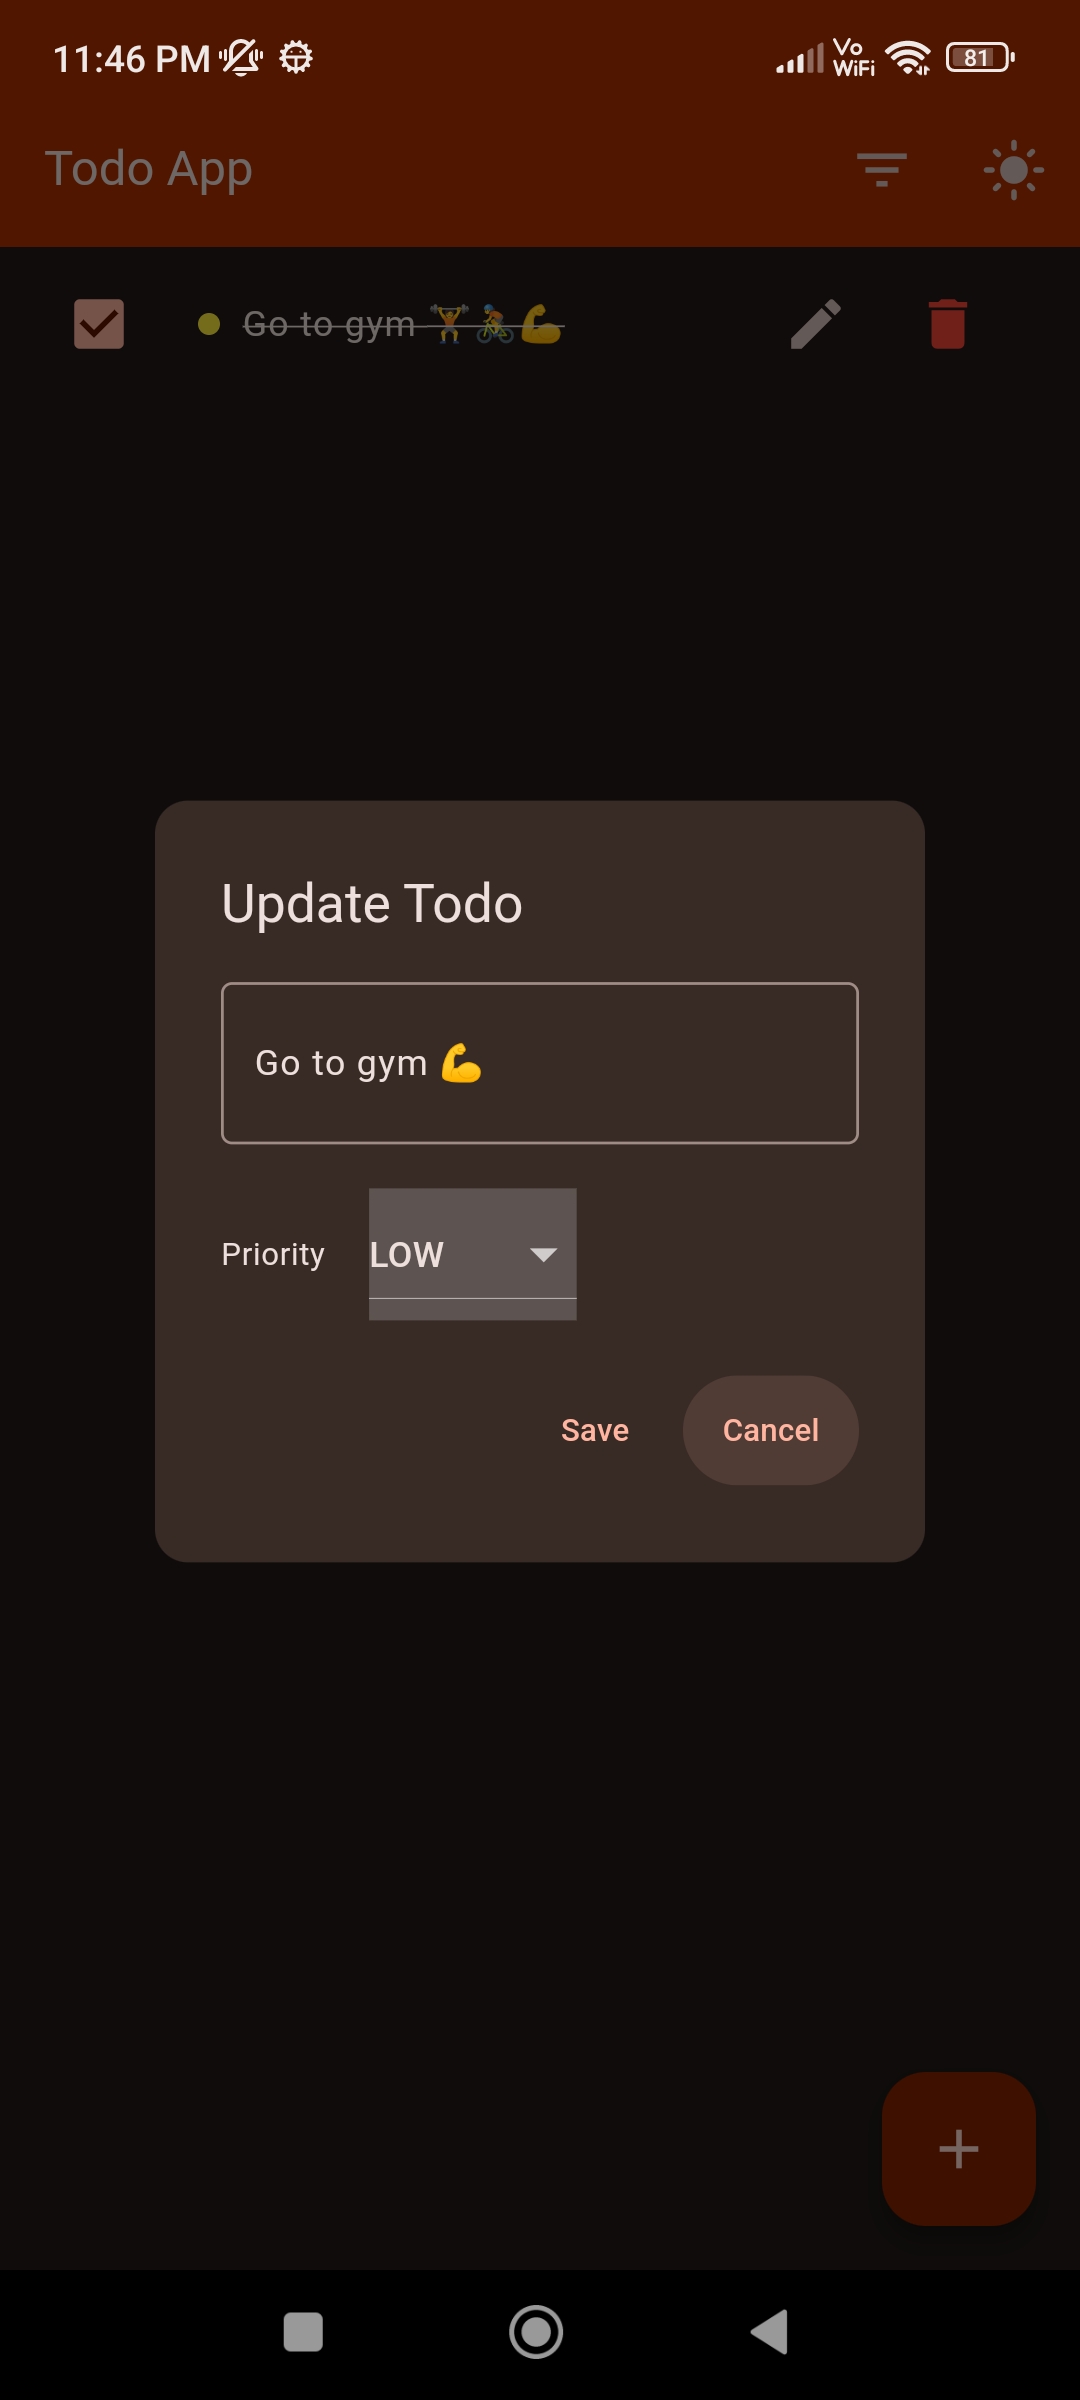 11:46 PM Vo WiFi 81
Todo App
Go to gym 🏋️🚴💪
Update Todo
Go to gym 💪
Priority LOW
Save Cancel